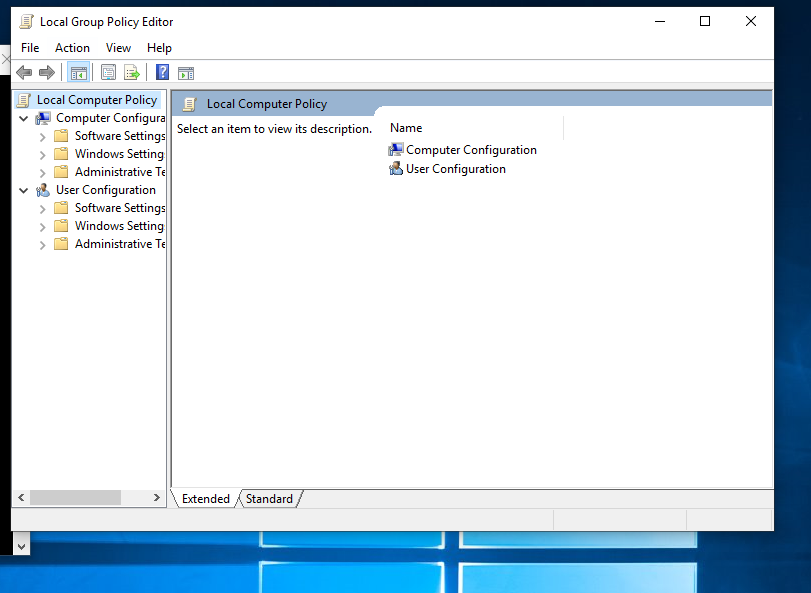 Local Group Policy Editor
File Action View Help
Local Computer Policy
Computer Configura
Software Settings
Windows Setting
Administrative Te
User Configuration
Software Settings
Windows Setting
Administrative Te
Local Computer Policy
Select an item to view its description.
Name
Computer Configuration
User Configuration
Extended
Standard